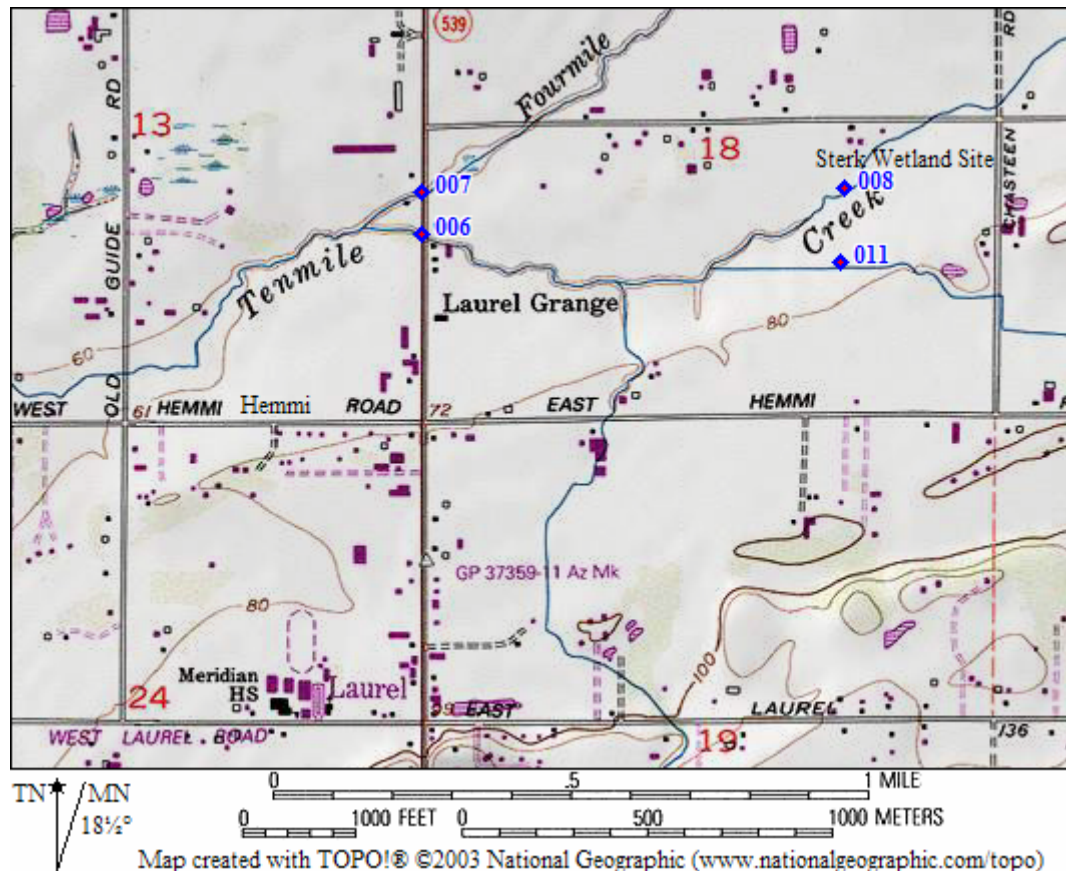 539
RD
RD
Fourmile
13
18
CHASTEEN
Sterk Wetland Site
007
008
006
Creek
GUIDE
Tenmile
011
Laurel Grange
80
60
OLD
WEST
61
HEMMI
Hemmi
ROAD
72
EAST
HEMMI
GP 37359-11 Az Mk
80
100
Meridian
HS
Laurel
24
EAST
LAUREL
WEST LAUREL ROAD
19
136
TN
MN
18½°
0 .5 1 MILE
0 1000 FEET 0 500 1000 METERS
Map created with TOPO!® ©2003 National Geographic (www.nationalgeographic.com/topo)